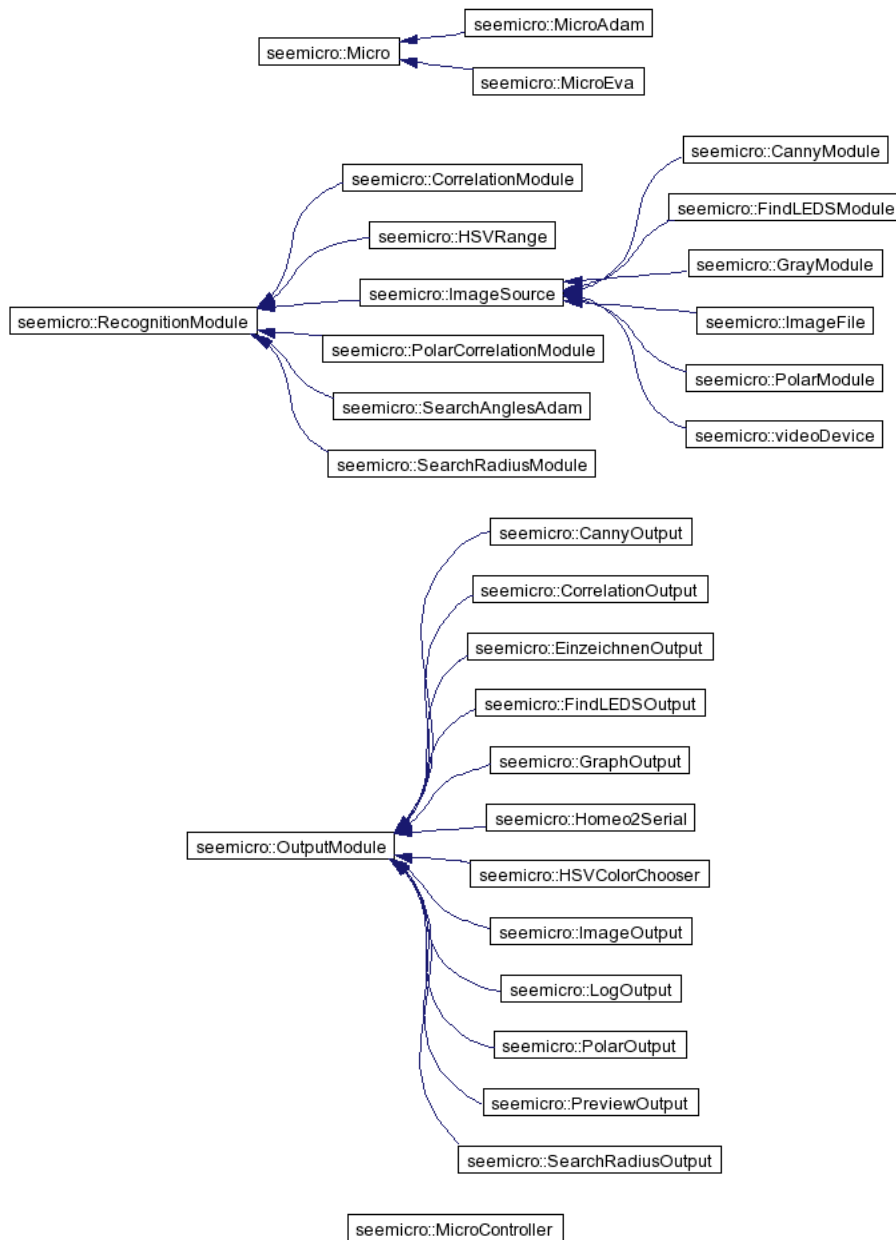 seemicro::MicroAdam
seemicro::Micro
seemicro::MicroEva
seemicro::CannyModule
seemicro::CorrelationModule
seemicro::FindLEDSModule
seemicro::HSVRange
seemicro::GrayModule
seemicro::ImageSource
seemicro::RecognitionModule
seemicro::ImageFile
seemicro::PolarCorrelationModule
seemicro::PolarModule
seemicro::SearchAnglesAdam
seemicro::videoDevice
seemicro::SearchRadiusModule
seemicro::CannyOutput
seemicro::CorrelationOutput
seemicro::EinzeichnenOutput
seemicro::FindLEDSOutput
seemicro::GraphOutput
seemicro::Homeo2Serial
seemicro::OutputModule
seemicro::HSVColorChooser
seemicro::ImageOutput
seemicro::LogOutput
seemicro::PolarOutput
seemicro::PreviewOutput
seemicro::SearchRadiusOutput
seemicro::MicroController